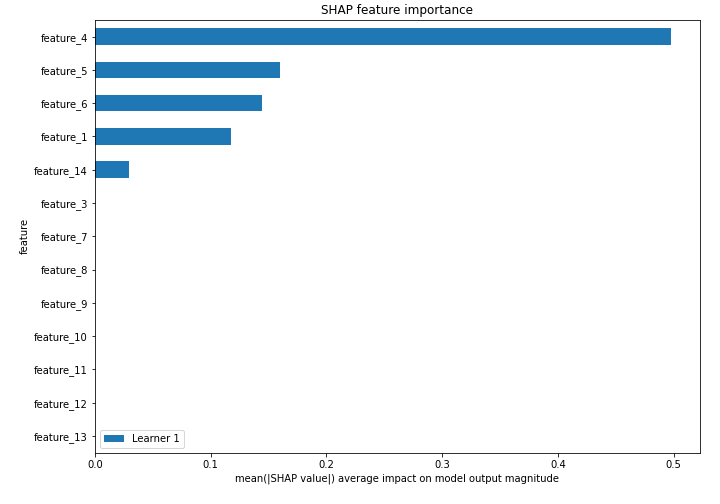 SHAP feature importance
feature_4
feature_5
feature_6
feature_1
feature_14
feature_3
feature_7
feature_8
feature_9
feature_10
feature_11
feature_12
feature_13
feature
Learner 1
0.0 0.1 0.2 0.3 0.4 0.5
mean(|SHAP value|) average impact on model output magnitude